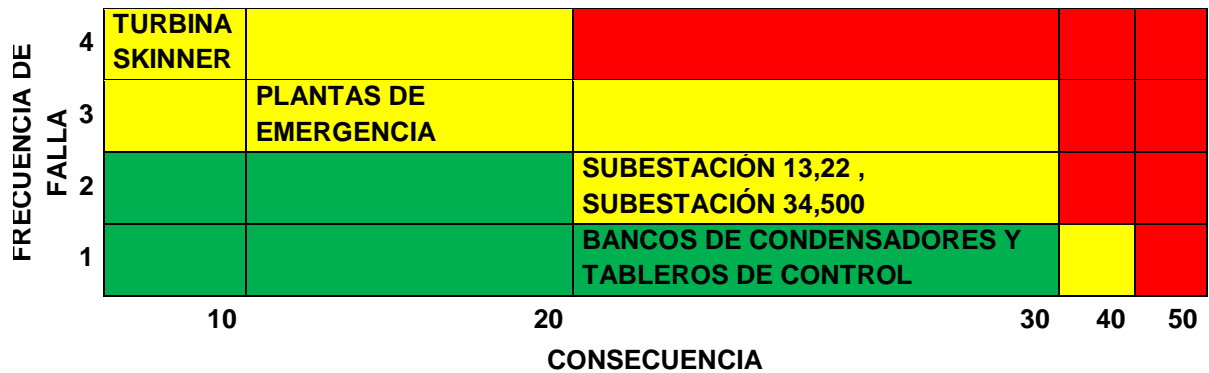 FRECUENCIA DE
FALLA
4
TURBINA
SKINNER
3
PLANTAS DE
EMERGENCIA
2
SUBESTACIÓN 13,22 ,
SUBESTACIÓN 34,500
1
BANCOS DE CONDENSADORES Y
TABLEROS DE CONTROL
10 20 30 40 50
CONSECUENCIA